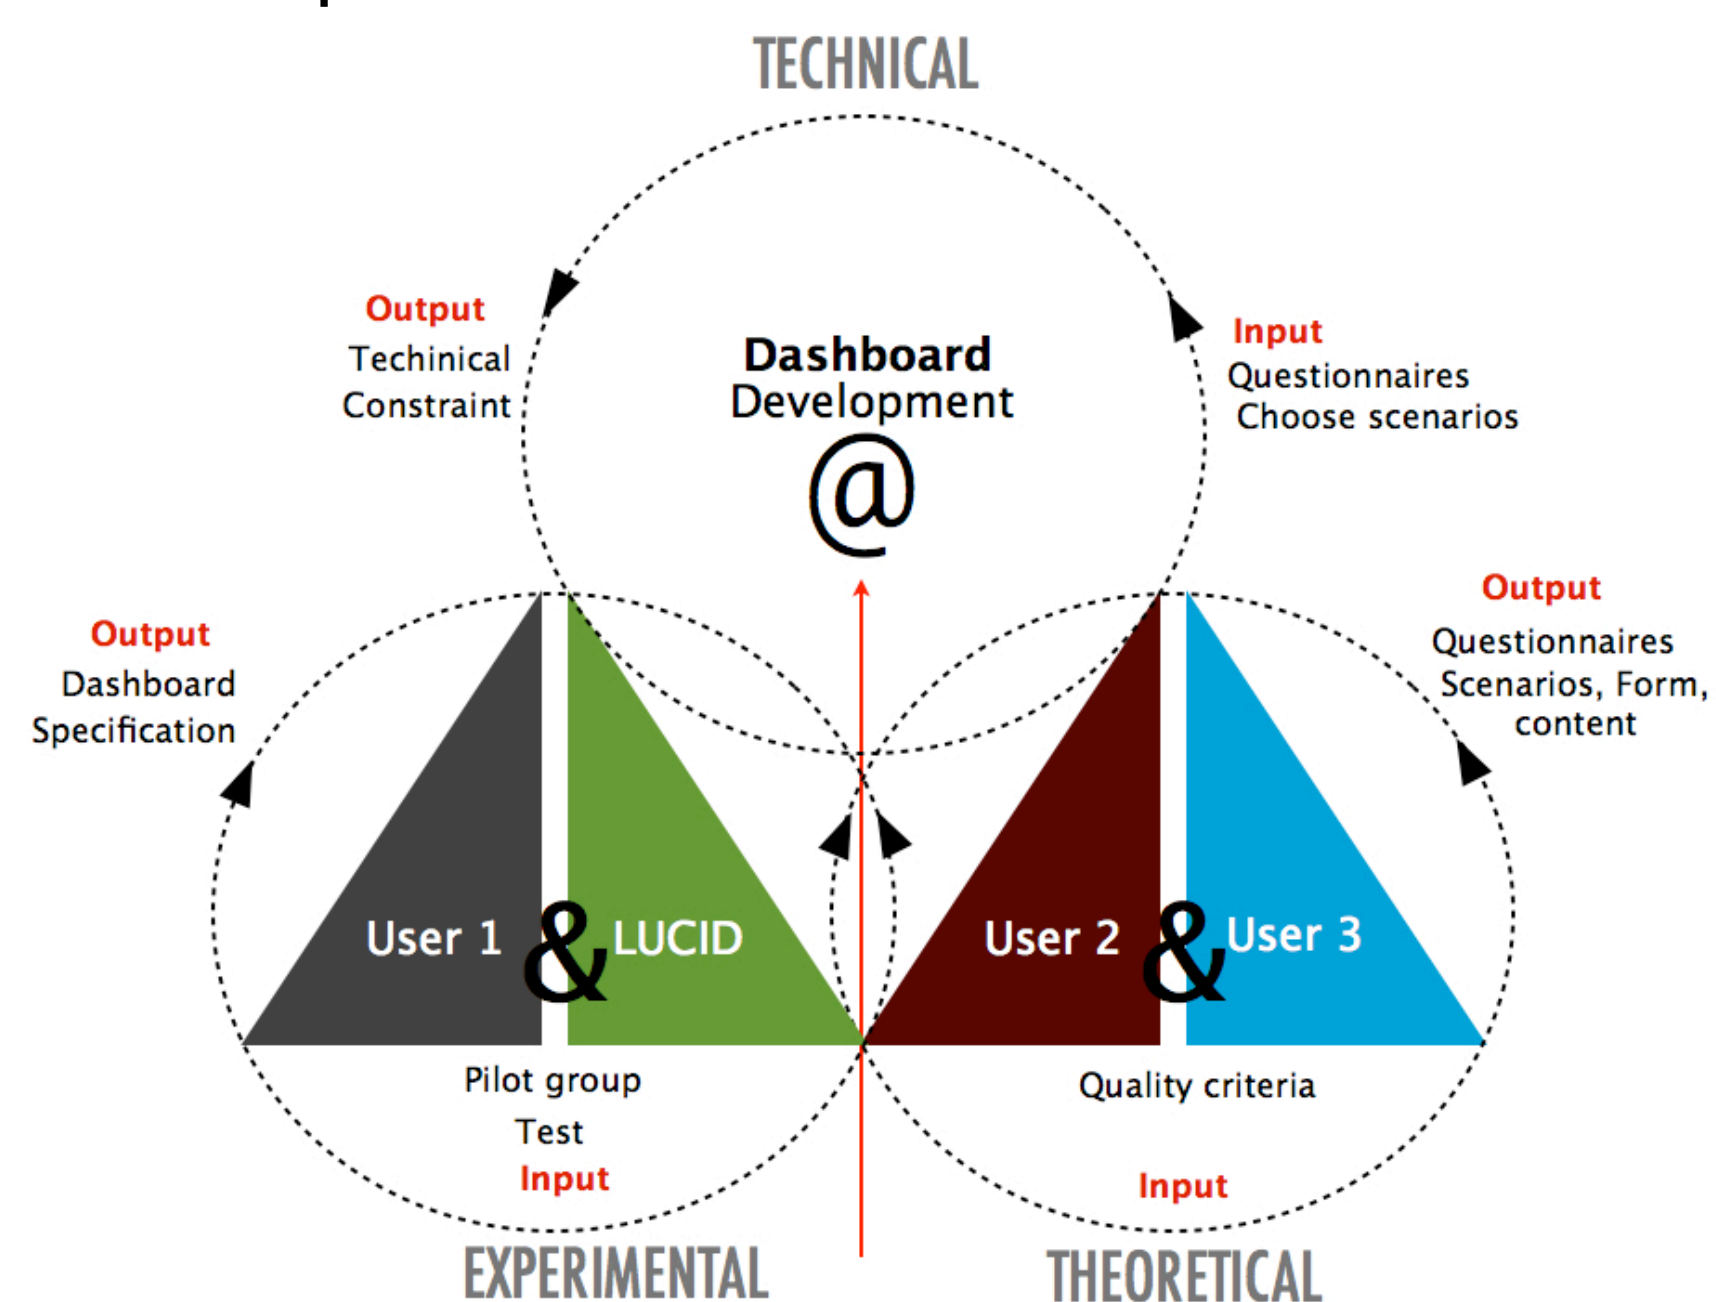 TECHNICAL
Output
Techinical
Constraint
Dashboard
Development
@
Input
Questionnaires
Choose scenarios
Output
Dashboard
Specification
Output
Questionnaires
Scenarios, Form,
content
User 1 & LUCID
User 2 & User 3
Pilot group
Test
Input
Quality criteria
Input
EXPERIMENTAL
THEORETICAL